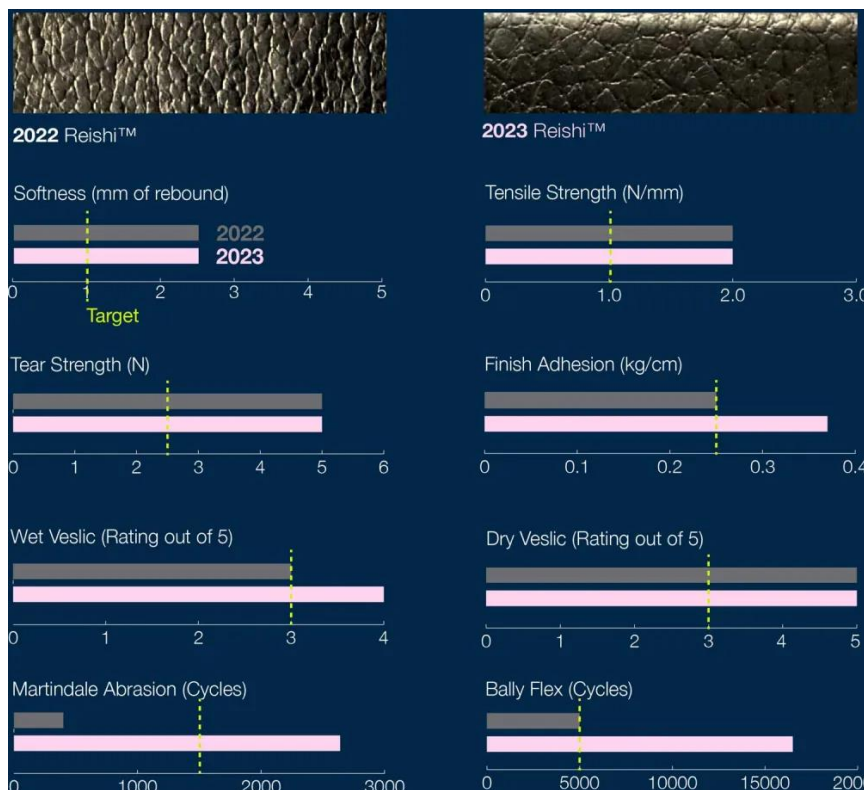 2022 Reishi™
2023 Reishi™
Softness (mm of rebound)
2022
2023
0 1 2 3 4 5
Target
Tensile Strength (N/mm)
0 1.0 2.0 3.0
Tear Strength (N)
0 1 2 3 4 5 6
Finish Adhesion (kg/cm)
0 0.1 0.2 0.3 0.4
Wet Veslic (Rating out of 5)
0 1 2 3 4
Dry Veslic (Rating out of 5)
0 1 2 3 4 5
Martindale Abrasion (Cycles)
0 1000 2000 3000
Bally Flex (Cycles)
0 5000 10000 15000